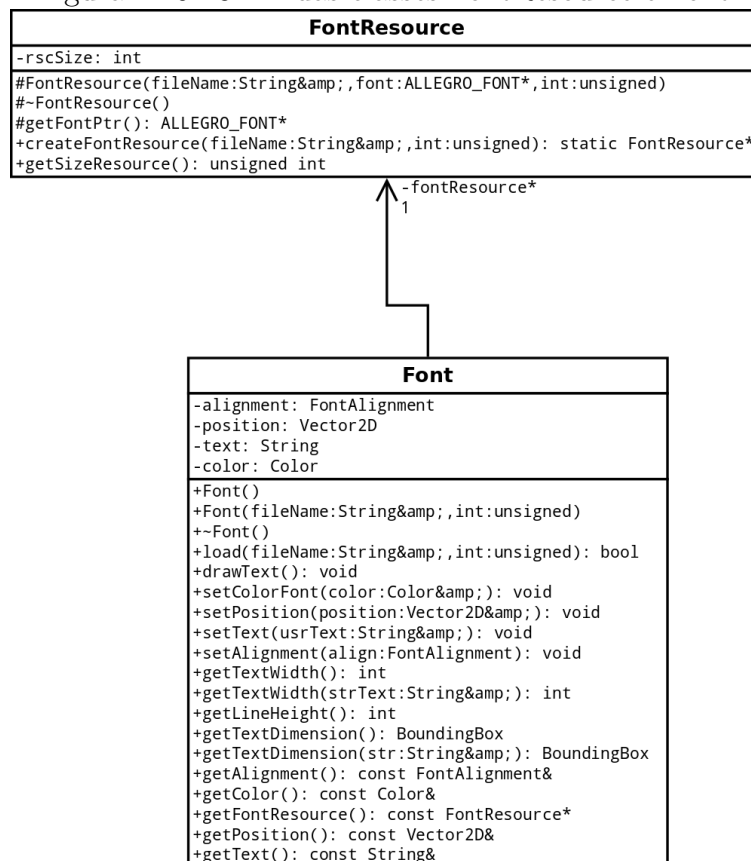 FontResource
-rscSize: int
#FontResource(fileName:String&amp;,font:ALLEGRO_FONT*,int:unsigned)
#~FontResource()
#getFontPtr(): ALLEGRO_FONT*
+createFontResource(fileName:String&amp;,int:unsigned): static FontResource*
+getSizeResource(): unsigned int
-fontResource*
1
Font
-alignment: FontAlignment
-position: Vector2D
-text: String
-color: Color
+Font()
+Font(fileName:String&amp;,int:unsigned)
+~Font()
+load(fileName:String&amp;,int:unsigned): bool
+drawText(): void
+setColorFont(color:Color&amp;): void
+setPosition(position:Vector2D&amp;): void
+setText(usrText:String&amp;): void
+setAlignment(align:FontAlignment): void
+getTextWidth(): int
+getTextWidth(strText:String&amp;): int
+getLineHeight(): int
+getTextDimension(): BoundingBox
+getTextDimension(str:String&amp;): BoundingBox
+getAlignment(): const FontAlignment&
+getColor(): const Color&
+getFontResource(): const FontResource*
+getPosition(): const Vector2D&
+getText(): const String&